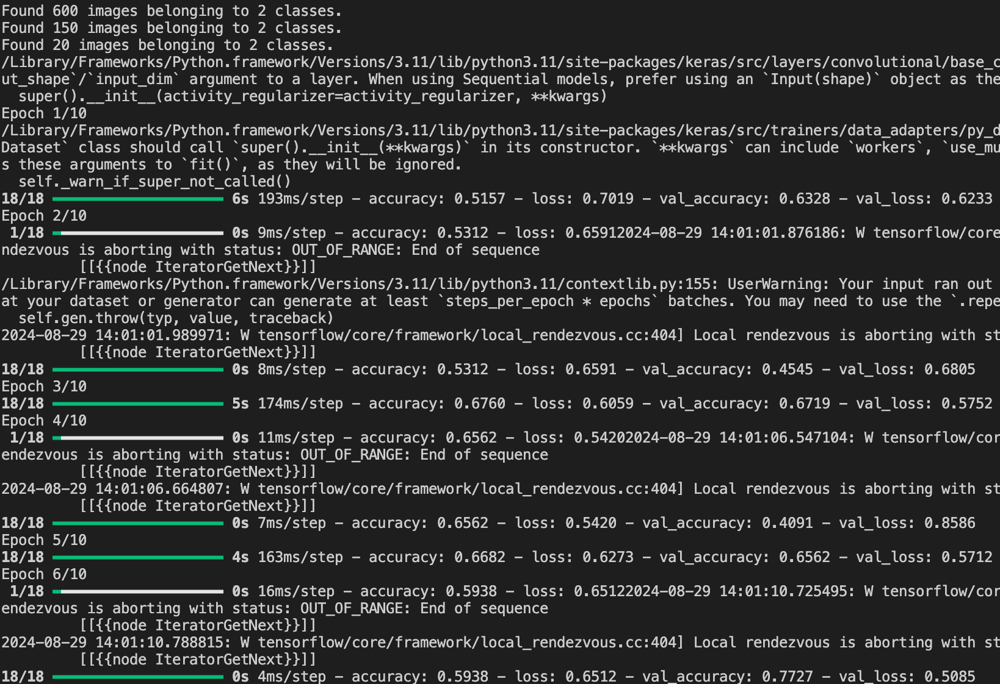 Found 600 images belonging to 2 classes.
Found 150 images belonging to 2 classes.
Found 20 images belonging to 2 classes.
/Library/Frameworks/Python.framework/Versions/3.11/lib/python3.11/site-packages/keras/src/layers/convolutional/base_c
ut_shape`/`input_dim` argument to a layer. When using Sequential models, prefer using an `Input(shape)` object as the
  super().__init__(activity_regularizer=activity_regularizer, **kwargs)
Epoch 1/10
/Library/Frameworks/Python.framework/Versions/3.11/lib/python3.11/site-packages/keras/src/trainers/data_adapters/py_d
Dataset` class should call `super().__init__(**kwargs)` in its constructor. `**kwargs` can include `workers`, `use_mu
s these arguments to `fit()`, as they will be ignored.
  self._warn_if_super_not_called()
18/18 6s 193ms/step - accuracy: 0.5157 - loss: 0.7019 - val_accuracy: 0.6328 - val_loss: 0.6233
Epoch 2/10
 1/18 0s 9ms/step - accuracy: 0.5312 - loss: 0.65912024-08-29 14:01:01.876186: W tensorflow/core
ndezvous is aborting with status: OUT_OF_RANGE: End of sequence
         [[{{node IteratorGetNext}}]]
/Library/Frameworks/Python.framework/Versions/3.11/lib/python3.11/contextlib.py:155: UserWarning: Your input ran out
at your dataset or generator can generate at least `steps_per_epoch * epochs` batches. You may need to use the `.repe
  self.gen.throw(typ, value, traceback)
2024-08-29 14:01:01.989971: W tensorflow/core/framework/local_rendezvous.cc:404] Local rendezvous is aborting with st
         [[{{node IteratorGetNext}}]]
18/18 0s 8ms/step - accuracy: 0.5312 - loss: 0.6591 - val_accuracy: 0.4545 - val_loss: 0.6805
Epoch 3/10
18/18 5s 174ms/step - accuracy: 0.6760 - loss: 0.6059 - val_accuracy: 0.6719 - val_loss: 0.5752
Epoch 4/10
 1/18 0s 11ms/step - accuracy: 0.6562 - loss: 0.54202024-08-29 14:01:06.547104: W tensorflow/cor
endezvous is aborting with status: OUT_OF_RANGE: End of sequence
         [[{{node IteratorGetNext}}]]
2024-08-29 14:01:06.664807: W tensorflow/core/framework/local_rendezvous.cc:404] Local rendezvous is aborting with st
         [[{{node IteratorGetNext}}]]
18/18 0s 7ms/step - accuracy: 0.6562 - loss: 0.5420 - val_accuracy: 0.4091 - val_loss: 0.8586
Epoch 5/10
18/18 4s 163ms/step - accuracy: 0.6682 - loss: 0.6273 - val_accuracy: 0.6562 - val_loss: 0.5712
Epoch 6/10
 1/18 0s 16ms/step - accuracy: 0.5938 - loss: 0.65122024-08-29 14:01:10.725495: W tensorflow/cor
endezvous is aborting with status: OUT_OF_RANGE: End of sequence
         [[{{node IteratorGetNext}}]]
2024-08-29 14:01:10.788815: W tensorflow/core/framework/local_rendezvous.cc:404] Local rendezvous is aborting with st
         [[{{node IteratorGetNext}}]]
18/18 0s 4ms/step - accuracy: 0.5938 - loss: 0.6512 - val_accuracy: 0.7727 - val_loss: 0.5085